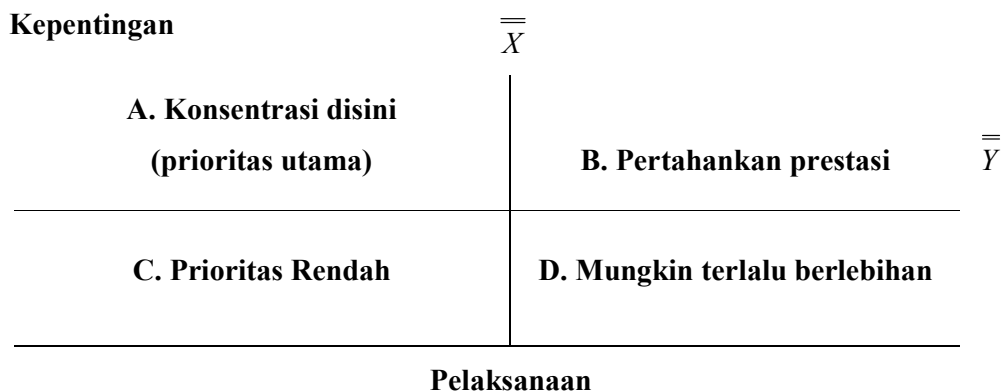 Kepentingan
X
A. Konsentrasi disini
(prioritas utama)
B. Pertahankan prestasi
Y
C. Prioritas Rendah
D. Mungkin terlalu berlebihan
Pelaksanaan